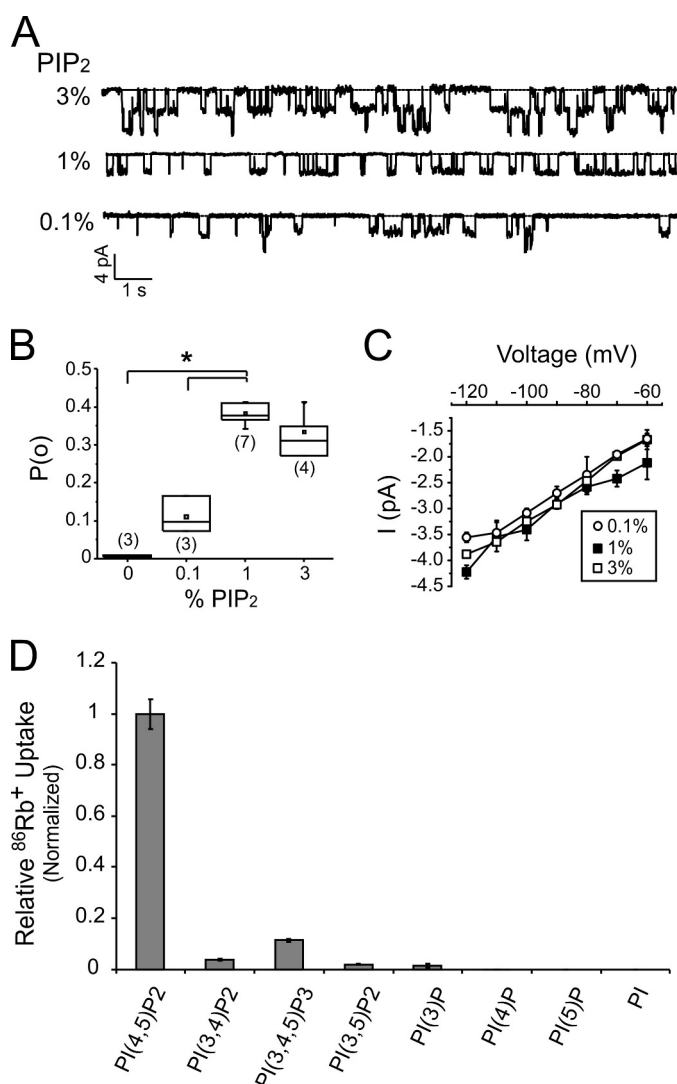 A
PIP2
3%
1%
0.1%
4 pA
1 s
B
*
P(o)
0.5
0.4
0.3
0.2
0.1
0
(3)
(3)
(7)
(4)
0 0.1 1 3
% PIP2
C
Voltage (mV)
-120 -100 -80 -60
I (pA)
-1.5
-2.0
-2.5
-3.0
-3.5
-4.0
-4.5
0.1%
1%
3%
D
Relative 86Rb+ Uptake
(Normalized)
1.2
1
0.8
0.6
0.4
0.2
0
PI(4,5)P2
PI(3,4)P2
PI(3,4,5)P3
PI(3,5)P2
PI(3)P
PI(4)P
PI(5)P
PI